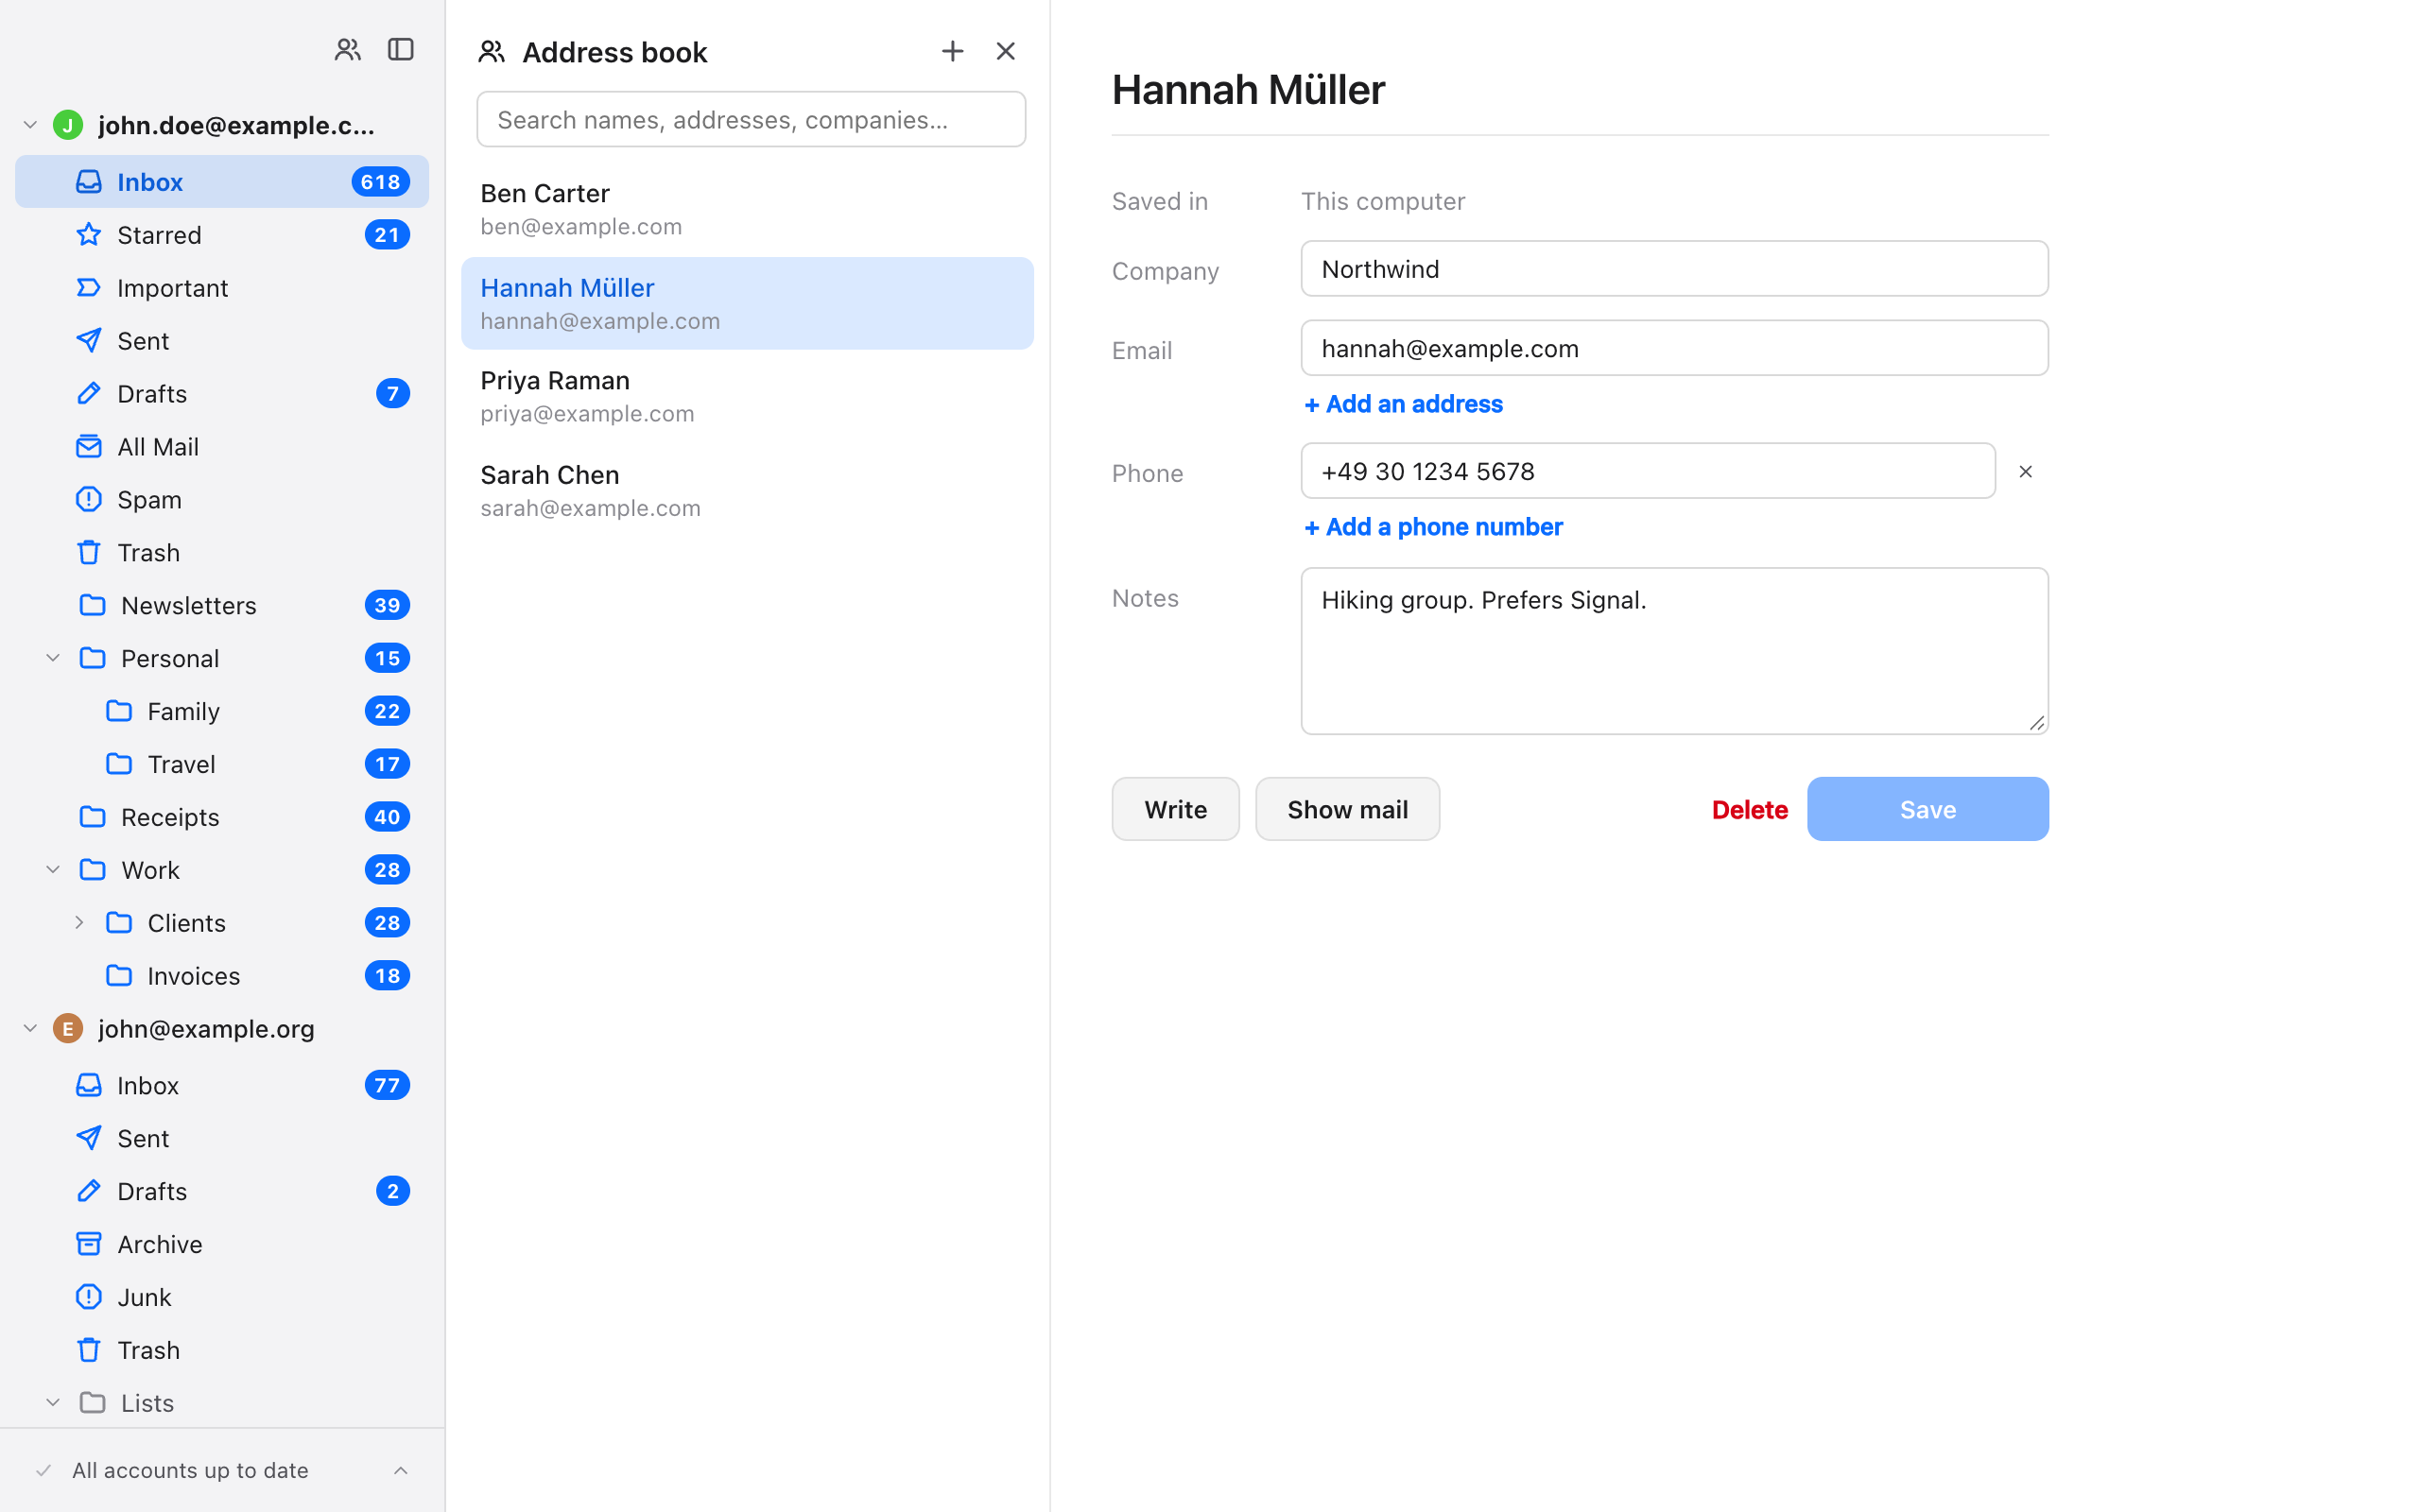 J john.doe@example.c...
Inbox 618
Starred 21
Important
Sent
Drafts 7
All Mail
Spam
Trash
Newsletters 39
Personal 15
Family 22
Travel 17
Receipts 40
Work 28
Clients 28
Invoices 18
E john@example.org
Inbox 77
Sent
Drafts 2
Archive
Junk
Trash
Lists
All accounts up to date
Address book
Search names, addresses, companies...
Ben Carter
ben@example.com
Hannah Müller
hannah@example.com
Priya Raman
priya@example.com
Sarah Chen
sarah@example.com
Hannah Müller
Saved in This computer
Company Northwind
Email hannah@example.com
+ Add an address
Phone +49 30 1234 5678
+ Add a phone number
Notes Hiking group. Prefers Signal.
Write Show mail Delete Save